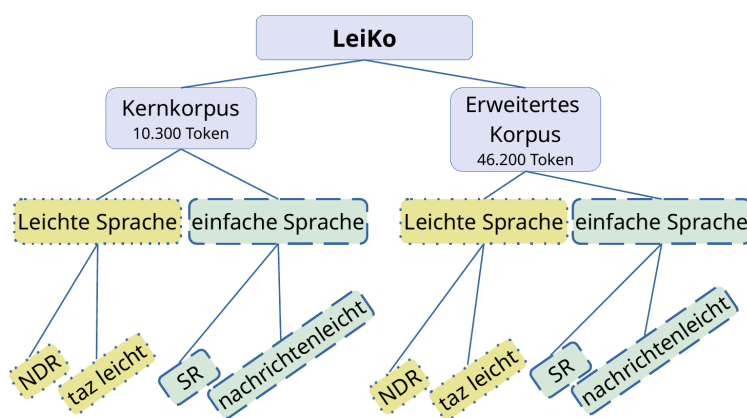 LeiKo
Kernkorpus
10.300 Token
Erweitertes
Korpus
46.200 Token
Leichte Sprache
einfache Sprache
Leichte Sprache
einfache Sprache
NDR
taz leicht
SR
nachrichtenleicht
NDR
taz leicht
SR
nachrichtenleicht